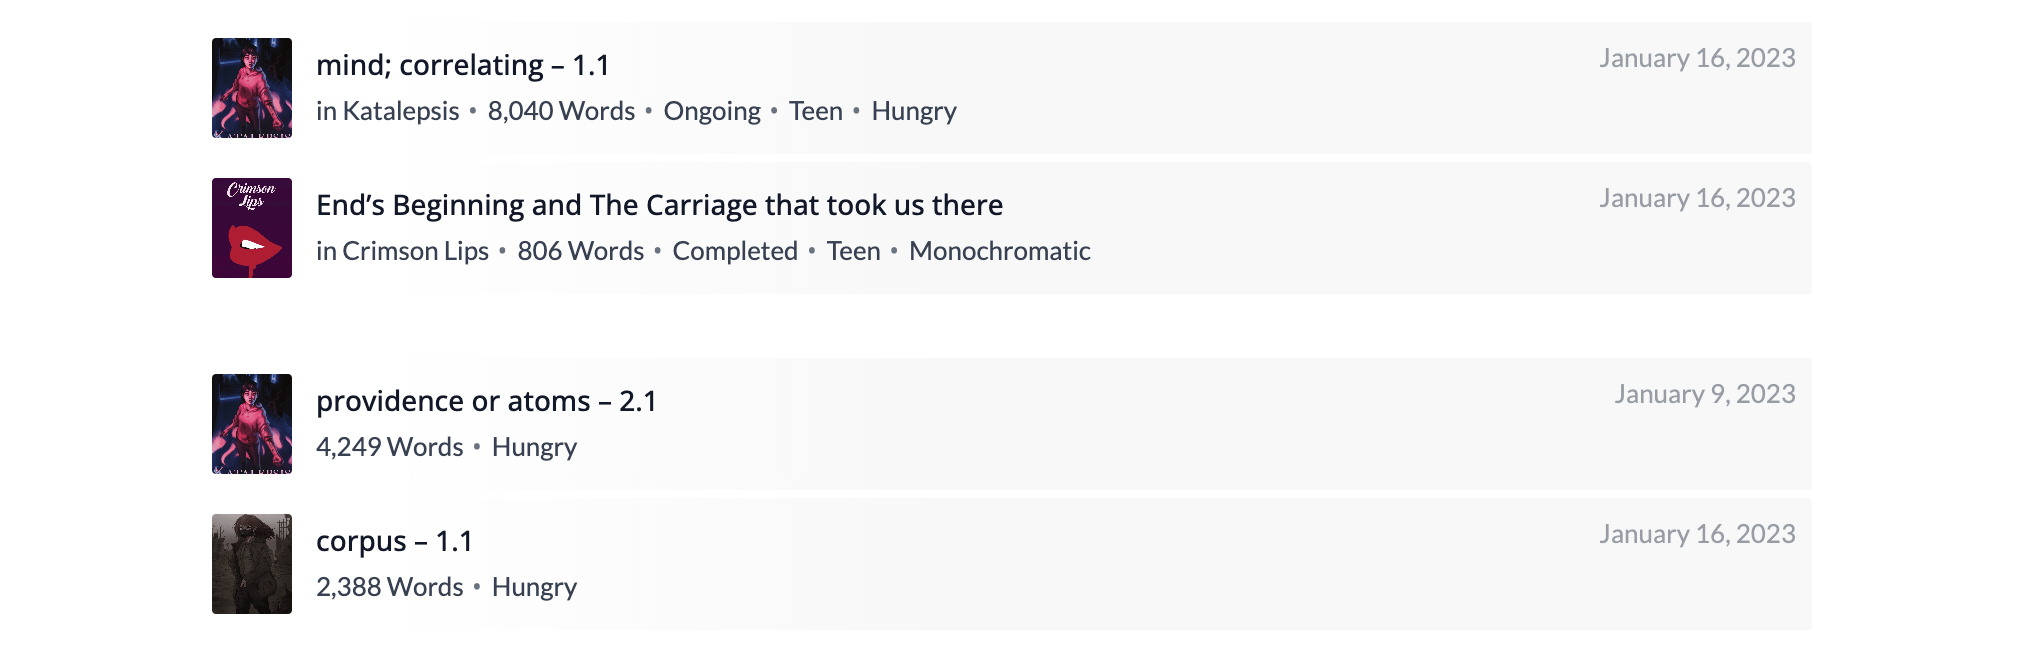 mind; correlating – 1.1
January 16, 2023
in Katalepsis • 8,040 Words • Ongoing • Teen • Hungry
Crimson
Lips
End’s Beginning and The Carriage that took us there
January 16, 2023
in Crimson Lips • 806 Words • Completed • Teen • Monochromatic
providence or atoms – 2.1
January 9, 2023
4,249 Words • Hungry
corpus – 1.1
January 16, 2023
2,388 Words • Hungry